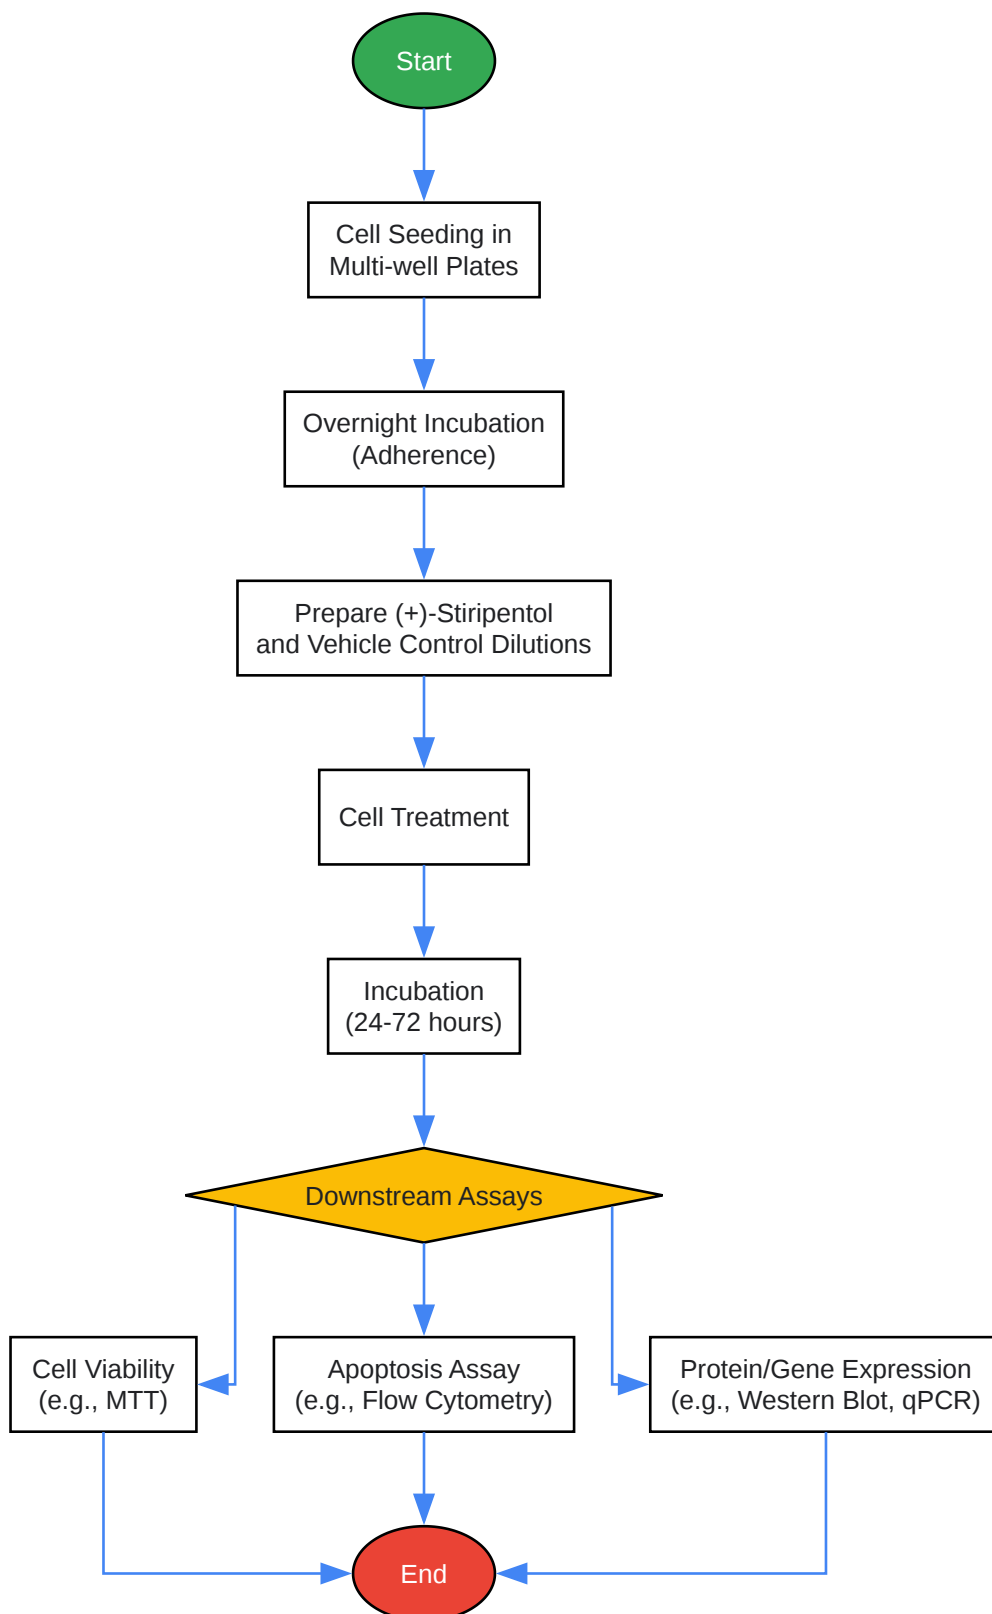 Start
Cell Seeding in
Multi-well Plates
Overnight Incubation
(Adherence)
Prepare (+)-Stiripentol
and Vehicle Control Dilutions
Cell Treatment
Incubation
(24-72 hours)
Downstream Assays
Cell Viability
(e.g., MTT)
Apoptosis Assay
(e.g., Flow Cytometry)
Protein/Gene Expression
(e.g., Western Blot, qPCR)
End